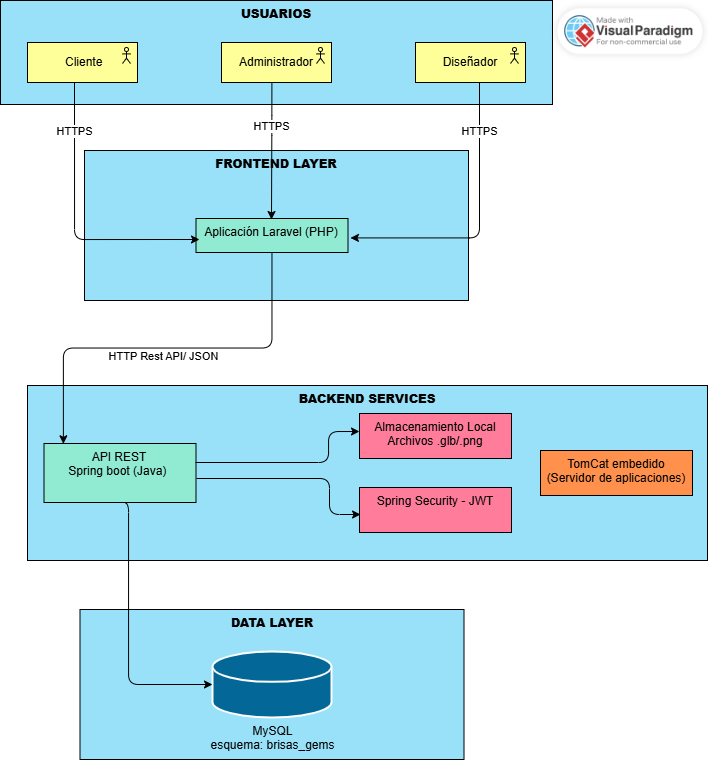 USUARIOS
Made with
VisualParadigm
For non-commercial use
Cliente
Administrador
Diseñador
HTTPS
HTTPS
HTTPS
FRONTEND LAYER
Aplicación Laravel (PHP)
HTTP Rest API/ JSON
BACKEND SERVICES
Almacenamiento Local
Archivos .glb/.png
API REST
Spring boot (Java)
TomCat embedido
(Servidor de aplicaciones)
Spring Security - JWT
DATA LAYER
MySQL
esquema: brisas_gems